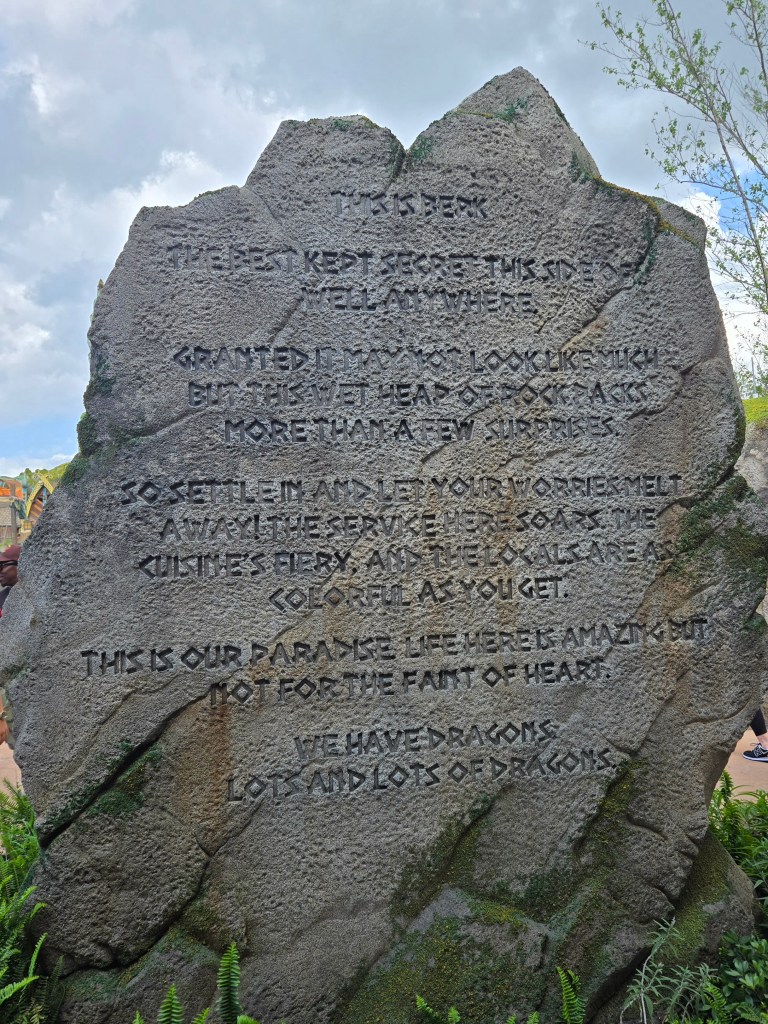 THIS IS BERK
THE BEST KEPT SECRET THIS SIDE OF
WELL, ANYWHERE.
GRANTED IT MAY NOT LOOK LIKE MUCH
BUT THIS WET HEAP OF ROCK PACKS
MORE THAN A FEW SURPRISES.
SO SETTLE IN AND LET YOUR WORRIES MELT
AWAY! THE SERVICE HERE SOARS, THE
CUISINE'S FIERY, AND THE LOCALS ARE AS
COLORFUL AS YOU GET.
THIS IS OUR PARADISE. LIFE HERE IS AMAZING BUT
NOT FOR THE FAINT OF HEART.
WE HAVE DRAGONS.
LOTS AND LOTS OF DRAGONS.